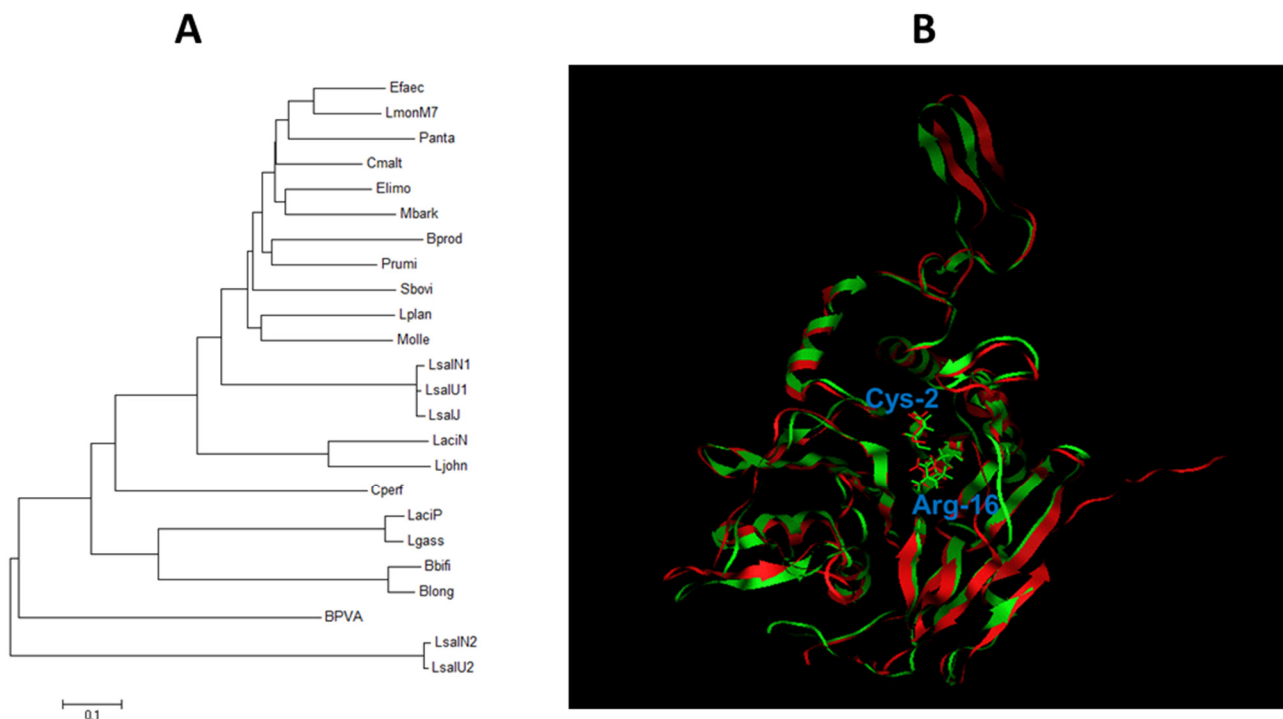 A
B
Efaec
LmonM7
Panta
Cmalt
Elimo
Mbark
Bprod
Prumi
Sbovi
Lplan
Molle
LsalN1
LsalU1
LsalJ
LaciN
Ljohn
Cperf
LaciP
Lgass
Bbifi
Blong
BPVA
LsalN2
LsalU2
0.1
Cys-2
Arg-16